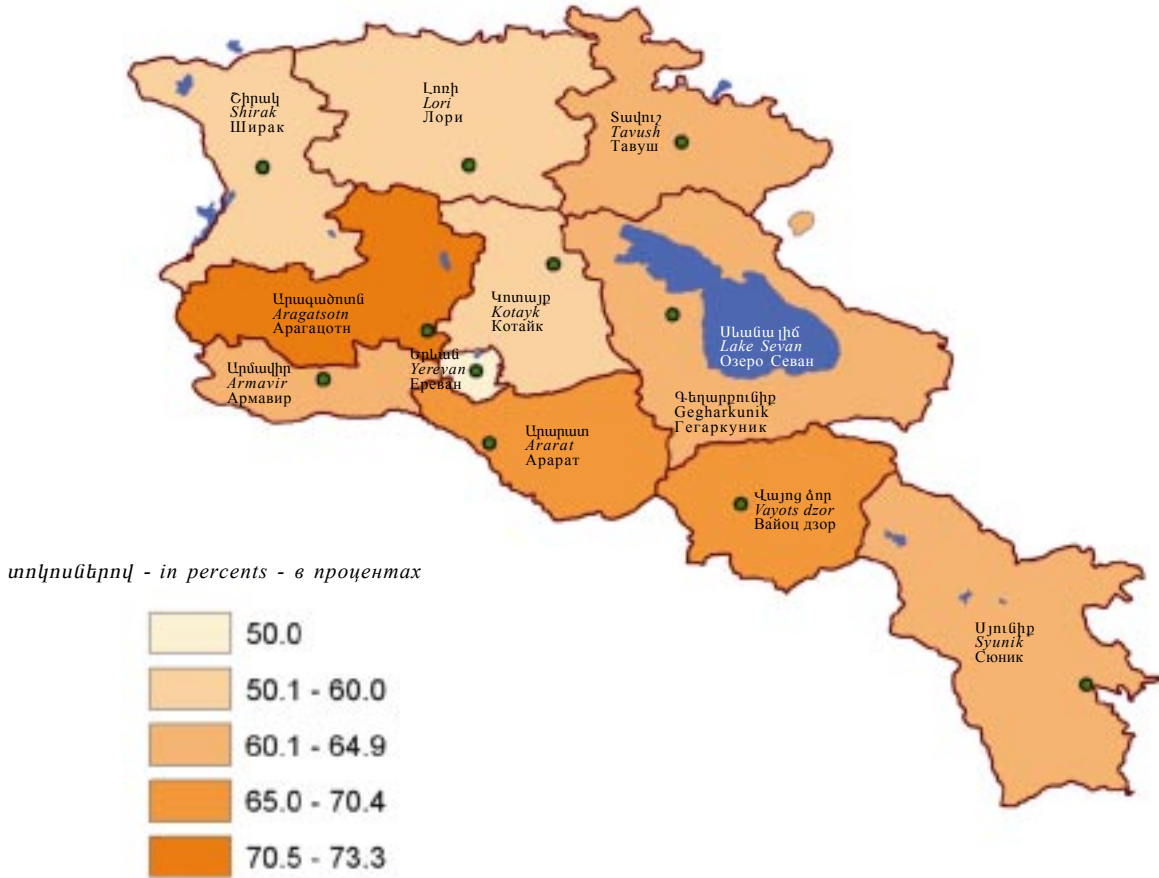 Շիրակ
Shirak
Ширак
Լոռի
Lori
Лори
Տավուշ
Tavush
Тавуш
Արագածոտն
Aragatsotn
Арагацотн
Կոտայք
Kotayk
Котайк
Սևանա լիճ
Lake Sevan
Озеро Севан
Արմավիր
Armavir
Армавир
Երևան
Yerevan
Ереван
Գեղարքունիք
Gegharkunik
Гегаркуник
Արարատ
Ararat
Арарат
Վայոց ձոր
Vayots dzor
Вайоц дзор
Սյունիք
Syunik
Сюник
տոկոսներով - in percents - в процентах
50.0
50.1 - 60.0
60.1 - 64.9
65.0 - 70.4
70.5 - 73.3